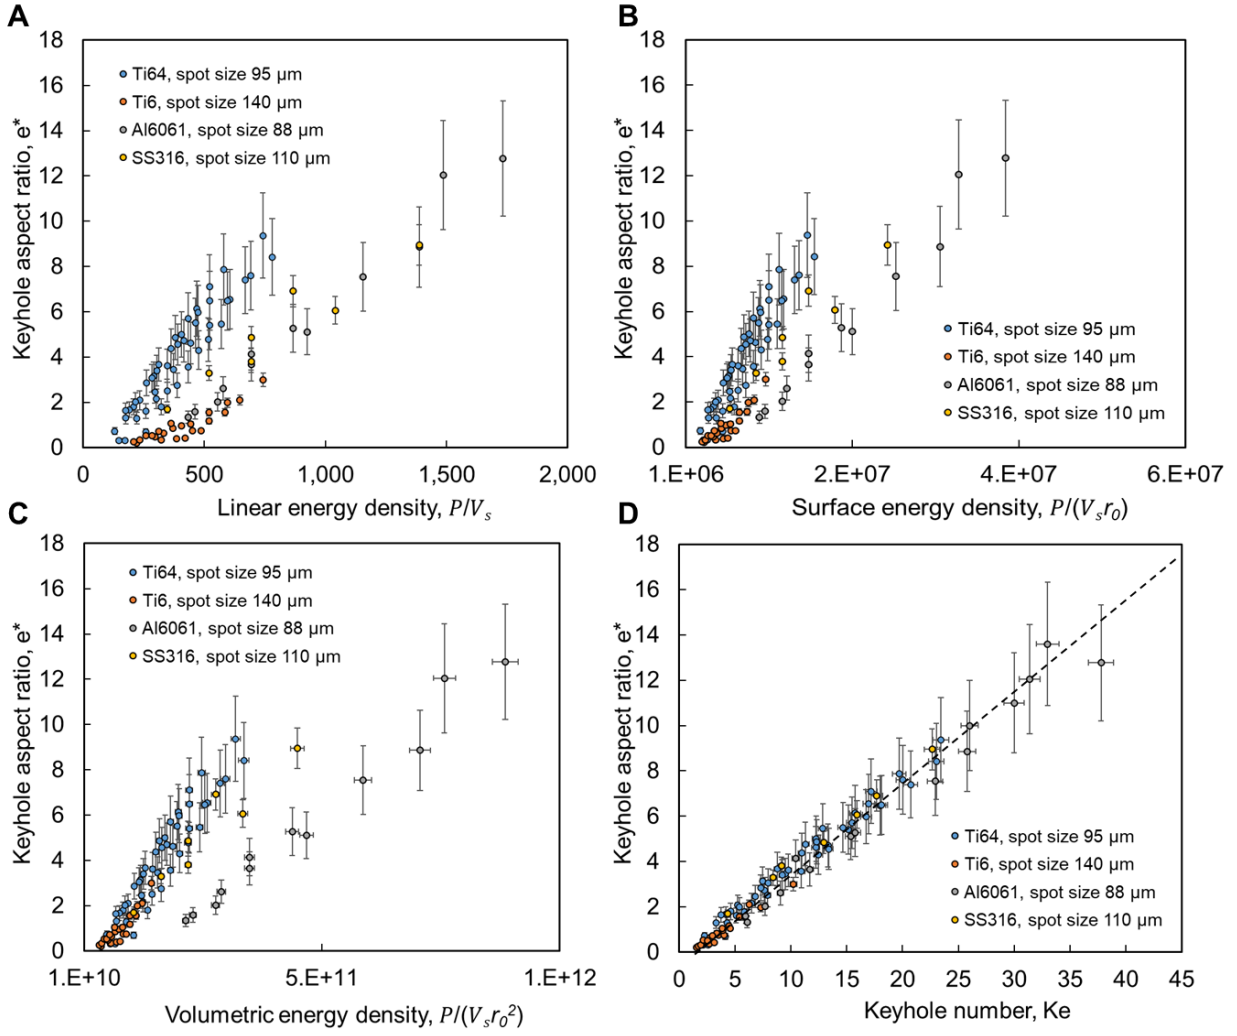 A
18
16
14
12
10
8
6
4
2
0
Keyhole aspect ratio, e*
Ti64, spot size 95 µm
Ti6, spot size 140 µm
Al6061, spot size 88 µm
SS316, spot size 110 µm
0 500 1,000 1,500 2,000
Linear energy density, P/Vₛ
B
18
16
14
12
10
8
6
4
2
0
Keyhole aspect ratio, e*
Ti64, spot size 95 µm
Ti6, spot size 140 µm
Al6061, spot size 88 µm
SS316, spot size 110 µm
1.E+06 2.E+07 4.E+07 6.E+07
Surface energy density, P/(Vₛr₀)
C
18
16
14
12
10
8
6
4
2
0
Keyhole aspect ratio, e*
Ti64, spot size 95 µm
Ti6, spot size 140 µm
Al6061, spot size 88 µm
SS316, spot size 110 µm
1.E+10 5.E+11 1.E+12
Volumetric energy density, P/(Vₛr₀²)
D
18
16
14
12
10
8
6
4
2
0
Keyhole aspect ratio, e*
Ti64, spot size 95 µm
Ti6, spot size 140 µm
Al6061, spot size 88 µm
SS316, spot size 110 µm
0 5 10 15 20 25 30 35 40 45
Keyhole number, Ke